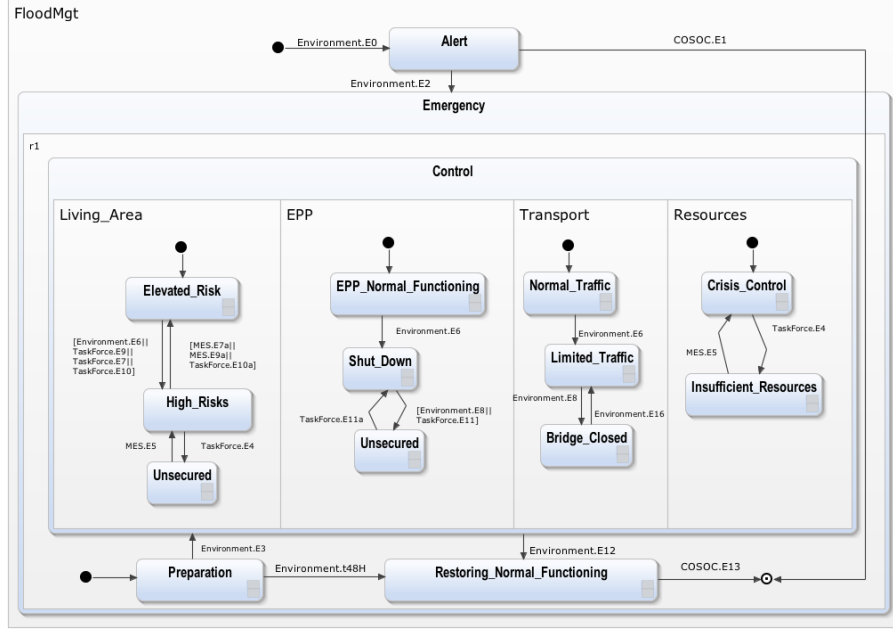 FloodMgt
Environment.E0
Alert
COSOC.E1
Environment.E2
Emergency
r1
Control
Living_Area
EPP
Transport
Resources
Elevated_Risk
EPP_Normal_Functioning
Normal_Traffic
Crisis_Control
[Environment.E6||
TaskForce.E9||
TaskForce.E7||
TaskForce.E10]
[MES.E7a||
MES.E9a||
TaskForce.E10a]
Environment.E6
Environment.E6
TaskForce.E4
MES.E5
Shut_Down
Limited_Traffic
Insufficient_Resources
High_Risks
TaskForce.E11a
[Environment.E8||
TaskForce.E11]
Environment.E8
Environment.E16
MES.E5
TaskForce.E4
Unsecured
Unsecured
Bridge_Closed
Environment.E3
Environment.E12
Preparation
Environment.t48H
Restoring_Normal_Functioning
COSOC.E13